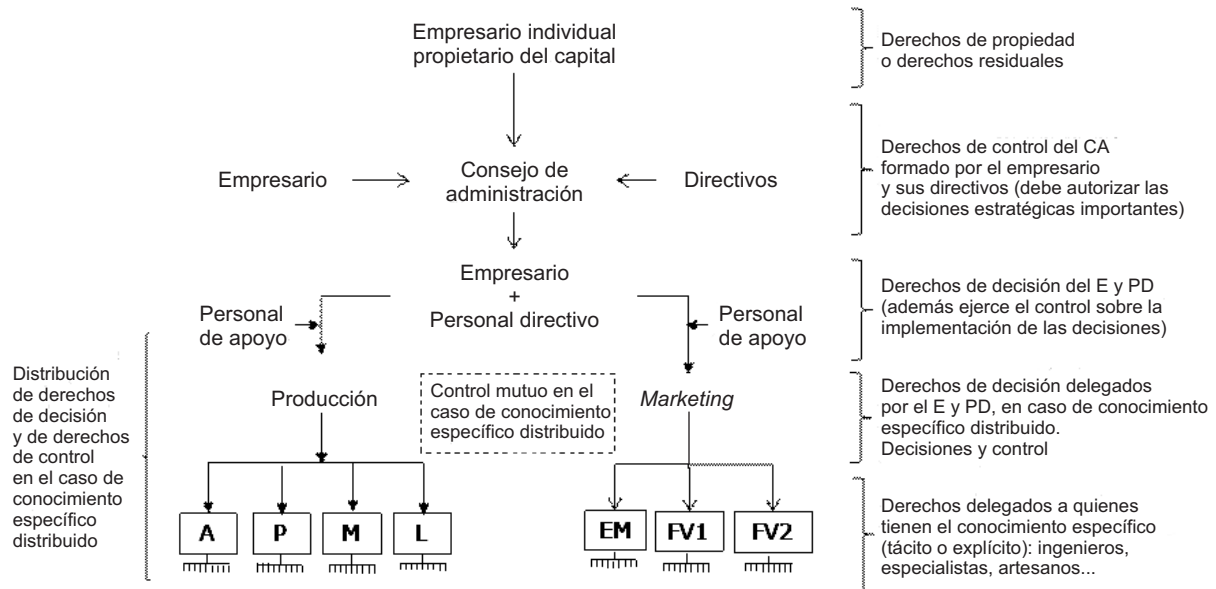 Empresario individual
propietario del capital
Derechos de propiedad
o derechos residuales
Empresario
Consejo de
administración
Directivos
Derechos de control del CA
formado por el empresario
y sus directivos (debe autorizar las
decisiones estratégicas importantes)
Empresario
+
Personal directivo
Personal
de apoyo
Personal
de apoyo
Derechos de decisión del E y PD
(además ejerce el control sobre la
implementación de las decisiones)
Distribución
de derechos
de decisión
y de derechos
de control
en el caso de
conocimiento
específico
distribuido
Producción
Control mutuo en el
caso de conocimiento
específico distribuido
Marketing
Derechos de decisión delegados
por el E y PD, en caso de conocimiento
específico distribuido.
Decisiones y control
A P M L
EM FV1 FV2
Derechos delegados a quienes
tienen el conocimiento específico
(tácito o explícito): ingenieros,
especialistas, artesanos...